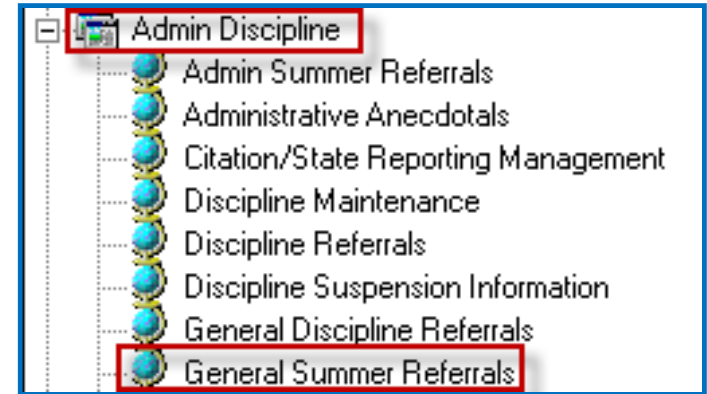 Admin Discipline
Admin Summer Referrals
Administrative Anecdotals
Citation/State Reporting Management
Discipline Maintenance
Discipline Referrals
Discipline Suspension Information
General Discipline Referrals
General Summer Referrals